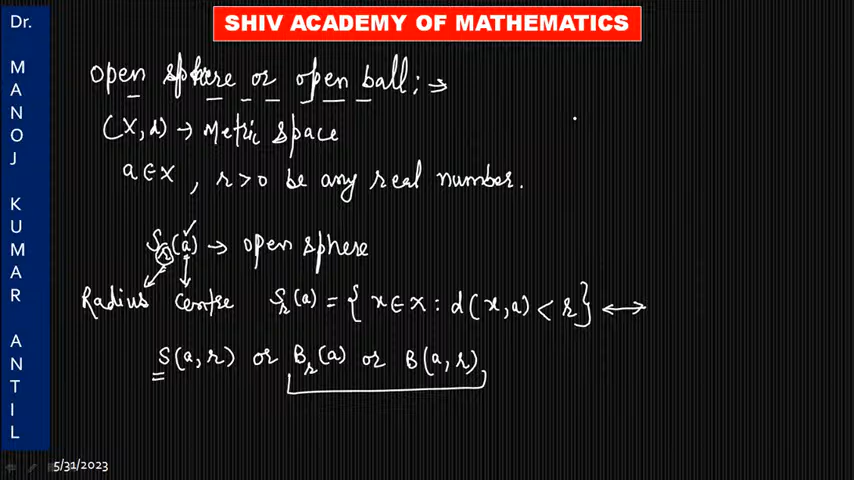 SHIV ACADEMY OF MATHEMATICS
Dr.
MANOJ
KUMAR
ANTIL
open sphere or open ball; ⇒
(X, d) → Metric space
a ∈ X , r > 0 be any real number.
S_r(a) → open sphere
Radius Centre S_r(a) = { x ∈ X : d(x, a) < r } ↔
S(a, r) or B_r(a) or B(a, r)
5/31/2023